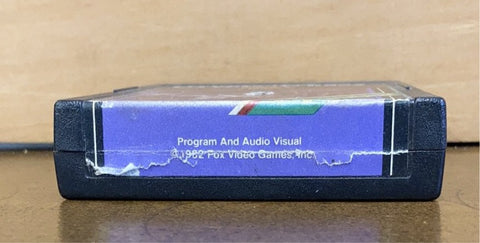 Program And Audio Visual
©1982 Fox Video Games, Inc.